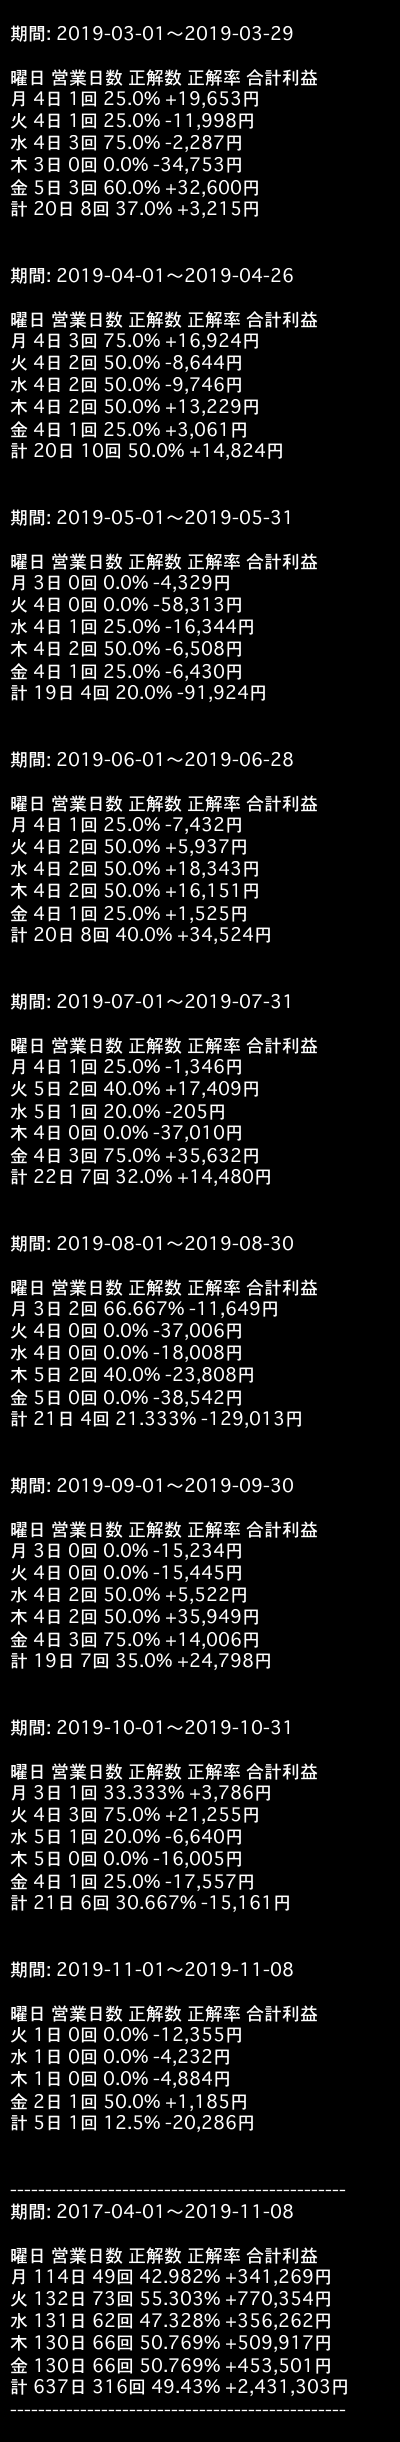 期間: 2019-03-01〜2019-03-29
曜日 営業日数 正解数 正解率 合計利益
月 4日 1回 25.0% +19,653円
火 4日 1回 25.0% -11,998円
水 4日 3回 75.0% -2,287円
木 3日 0回 0.0% -34,753円
金 5日 3回 60.0% +32,600円
計 20日 8回 37.0% +3,215円
期間: 2019-04-01〜2019-04-26
曜日 営業日数 正解数 正解率 合計利益
月 4日 3回 75.0% +16,924円
火 4日 2回 50.0% -8,644円
水 4日 2回 50.0% -9,746円
木 4日 2回 50.0% +13,229円
金 4日 1回 25.0% +3,061円
計 20日 10回 50.0% +14,824円
期間: 2019-05-01〜2019-05-31
曜日 営業日数 正解数 正解率 合計利益
月 3日 0回 0.0% -4,329円
火 4日 0回 0.0% -58,313円
水 4日 1回 25.0% -16,344円
木 4日 2回 50.0% -6,508円
金 4日 1回 25.0% -6,430円
計 19日 4回 20.0% -91,924円
期間: 2019-06-01〜2019-06-28
曜日 営業日数 正解数 正解率 合計利益
月 4日 1回 25.0% -7,432円
火 4日 2回 50.0% +5,937円
水 4日 2回 50.0% +18,343円
木 4日 2回 50.0% +16,151円
金 4日 1回 25.0% +1,525円
計 20日 8回 40.0% +34,524円
期間: 2019-07-01〜2019-07-31
曜日 営業日数 正解数 正解率 合計利益
月 4日 1回 25.0% -1,346円
火 5日 2回 40.0% +17,409円
水 5日 1回 20.0% -205円
木 4日 0回 0.0% -37,010円
金 4日 3回 75.0% +35,632円
計 22日 7回 32.0% +14,480円
期間: 2019-08-01〜2019-08-30
曜日 営業日数 正解数 正解率 合計利益
月 3日 2回 66.667% -11,649円
火 4日 0回 0.0% -37,006円
水 4日 0回 0.0% -18,008円
木 5日 2回 40.0% -23,808円
金 5日 0回 0.0% -38,542円
計 21日 4回 21.333% -129,013円
期間: 2019-09-01〜2019-09-30
曜日 営業日数 正解数 正解率 合計利益
月 3日 0回 0.0% -15,234円
火 4日 0回 0.0% -15,445円
水 4日 2回 50.0% +5,522円
木 4日 2回 50.0% +35,949円
金 4日 3回 75.0% +14,006円
計 19日 7回 35.0% +24,798円
期間: 2019-10-01〜2019-10-31
曜日 営業日数 正解数 正解率 合計利益
月 3日 1回 33.333% +3,786円
火 4日 3回 75.0% +21,255円
水 5日 1回 20.0% -6,640円
木 5日 0回 0.0% -16,005円
金 4日 1回 25.0% -17,557円
計 21日 6回 30.667% -15,161円
期間: 2019-11-01〜2019-11-08
曜日 営業日数 正解数 正解率 合計利益
火 1日 0回 0.0% -12,355円
水 1日 0回 0.0% -4,232円
木 1日 0回 0.0% -4,884円
金 2日 1回 50.0% +1,185円
計 5日 1回 12.5% -20,286円
------------------------------------------------
期間: 2017-04-01〜2019-11-08
曜日 営業日数 正解数 正解率 合計利益
月 114日 49回 42.982% +341,269円
火 132日 73回 55.303% +770,354円
水 131日 62回 47.328% +356,262円
木 130日 66回 50.769% +509,917円
金 130日 66回 50.769% +453,501円
計 637日 316回 49.43% +2,431,303円
------------------------------------------------